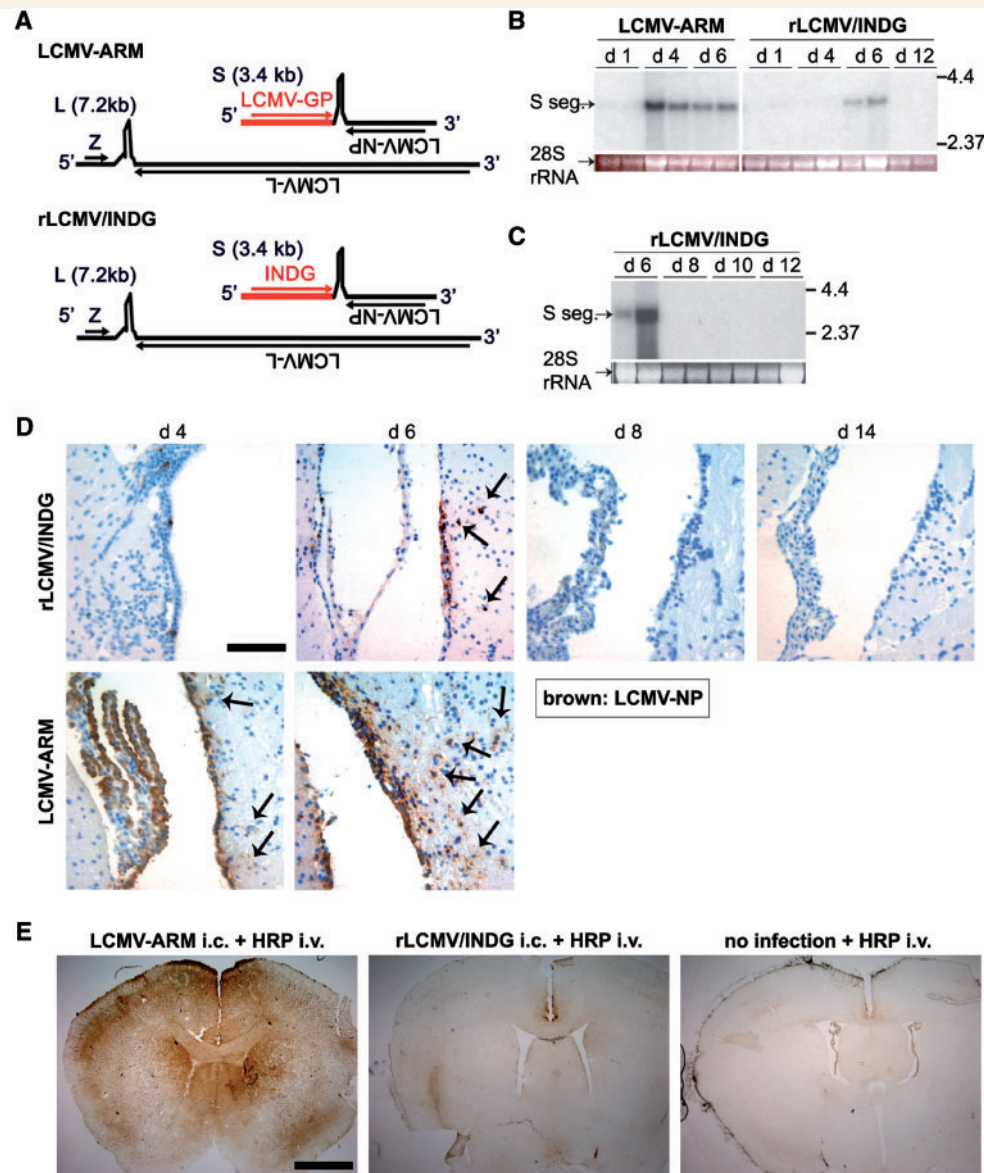 A
LCMV-ARM
S (3.4 kb)
L (7.2kb)
LCMV-GP
5’
3’
Z
LCMV-NP
5’
3’
LCMV-L
rLCMV/INDG
S (3.4 kb)
L (7.2kb)
INDG
5’
3’
5’
Z
LCMV-NP
3’
LCMV-L
B
LCMV-ARM
rLCMV/INDG
d 1 d 4 d 6 d 1 d 4 d 6 d 12
4.4
S seg.
2.37
28S
rRNA
C
rLCMV/INDG
d 6 d 8 d 10 d 12
4.4
S seg.
2.37
28S
rRNA
D
d 4 d 6 d 8 d 14
rLCMV/INDG
brown: LCMV-NP
LCMV-ARM
E
LCMV-ARM i.c. + HRP i.v.
rLCMV/INDG i.c. + HRP i.v.
no infection + HRP i.v.